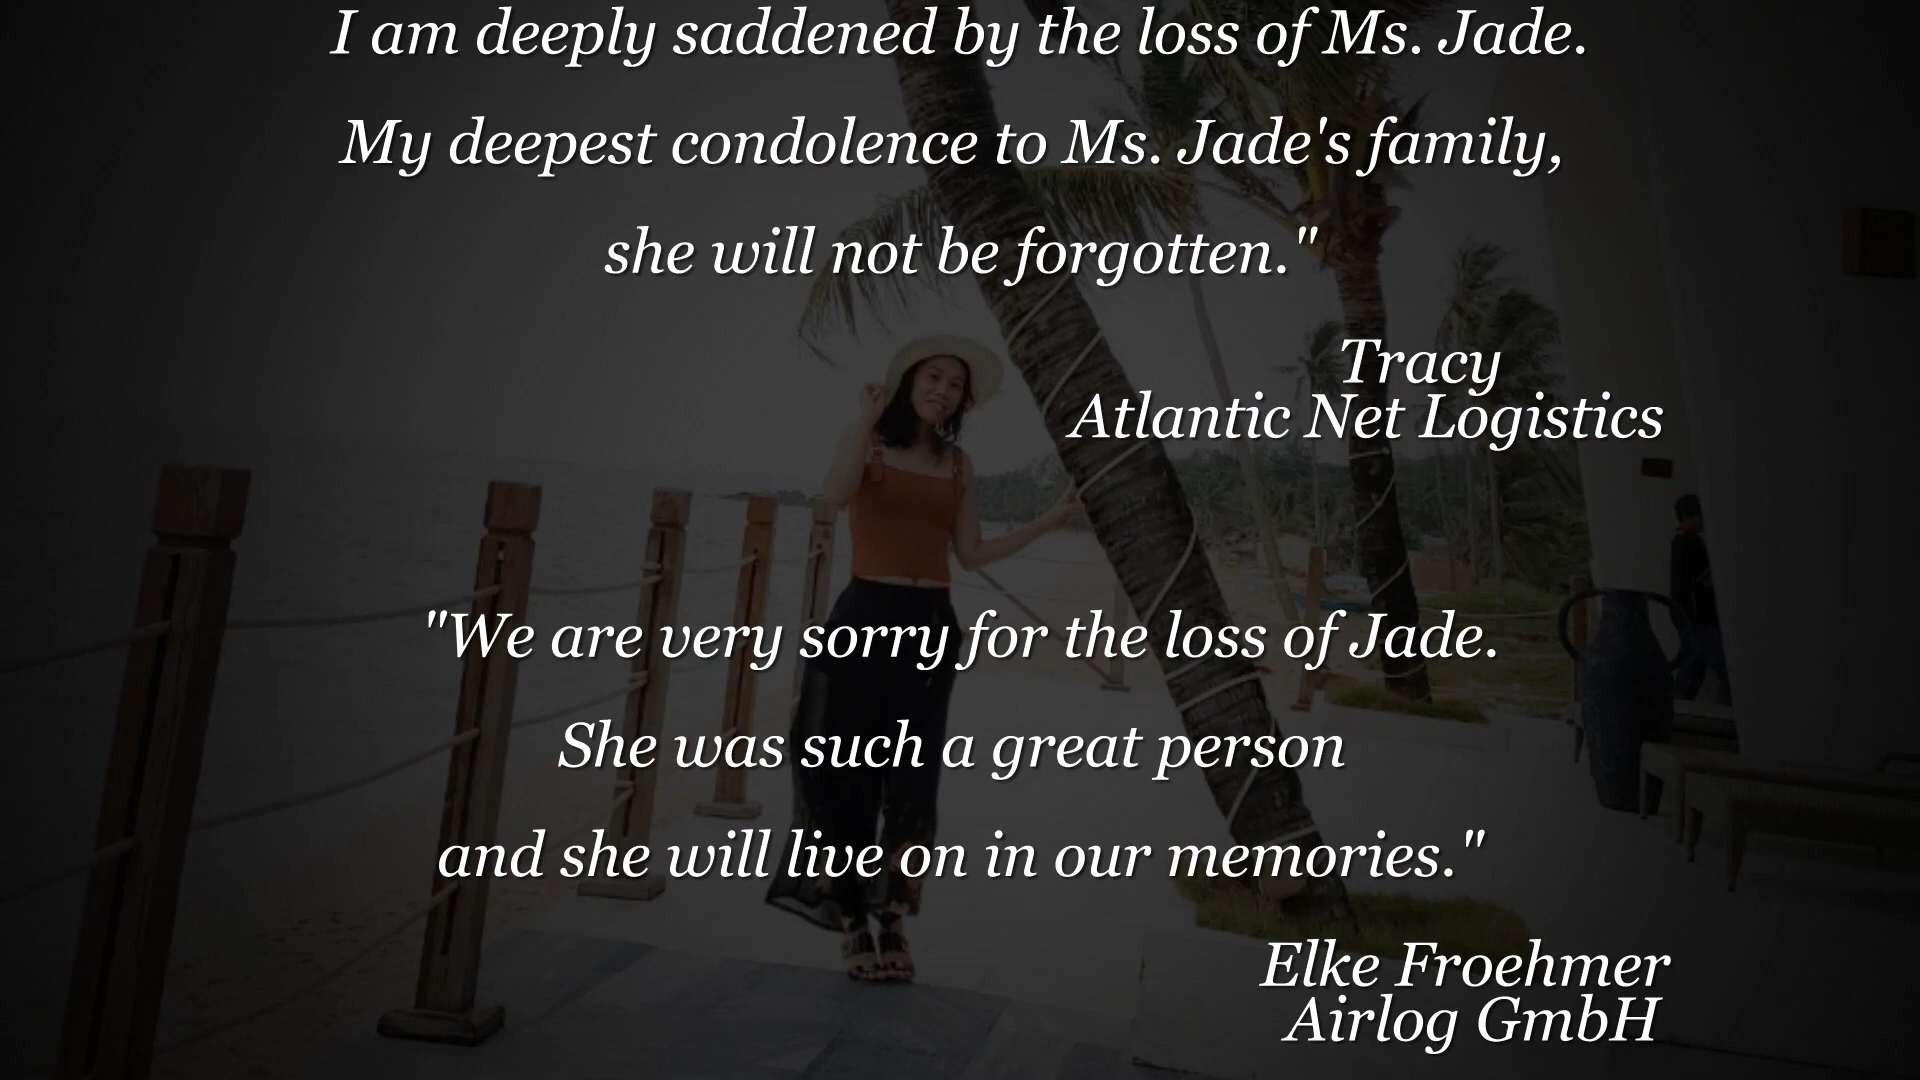 I am deeply saddened by the loss of Ms. Jade.
My deepest condolence to Ms. Jade's family,
she will not be forgotten."
Tracy
Atlantic Net Logistics
"We are very sorry for the loss of Jade.
She was such a great person
and she will live on in our memories."
Elke Froehmer
Airlog GmbH